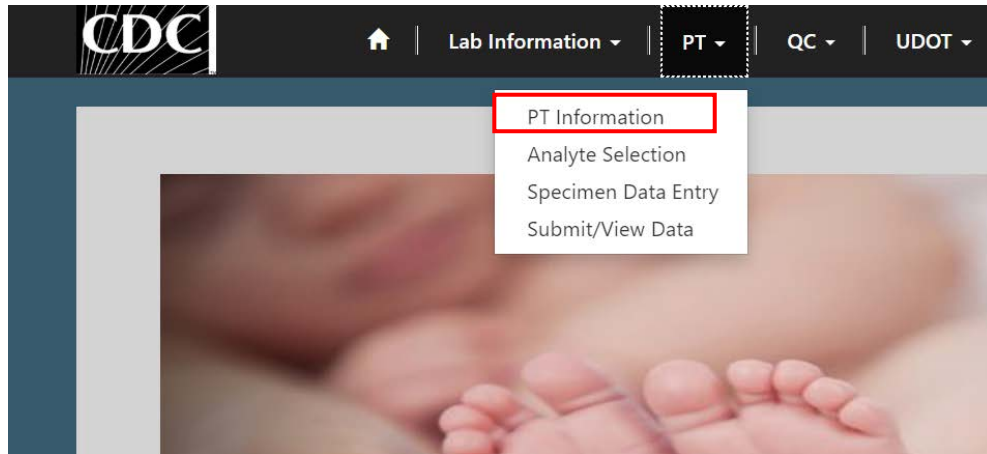 CDC
Lab Information
PT
QC
UDOT
PT Information
Analyte Selection
Specimen Data Entry
Submit/View Data